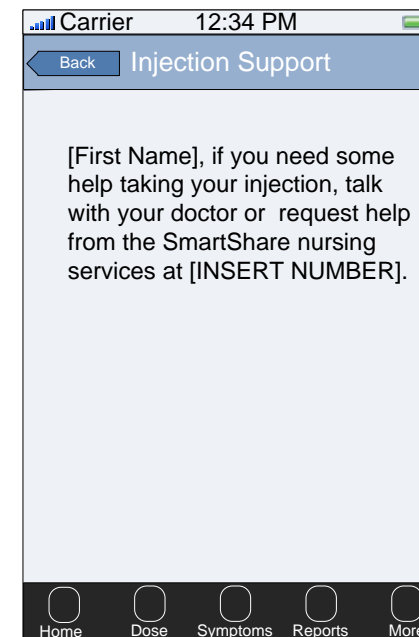 Carrier 12:34 PM
Back Injection Support
[First Name], if you need some
help taking your injection, talk
with your doctor or request help
from the SmartShare nursing
services at [INSERT NUMBER].
Home Dose Symptoms Reports More